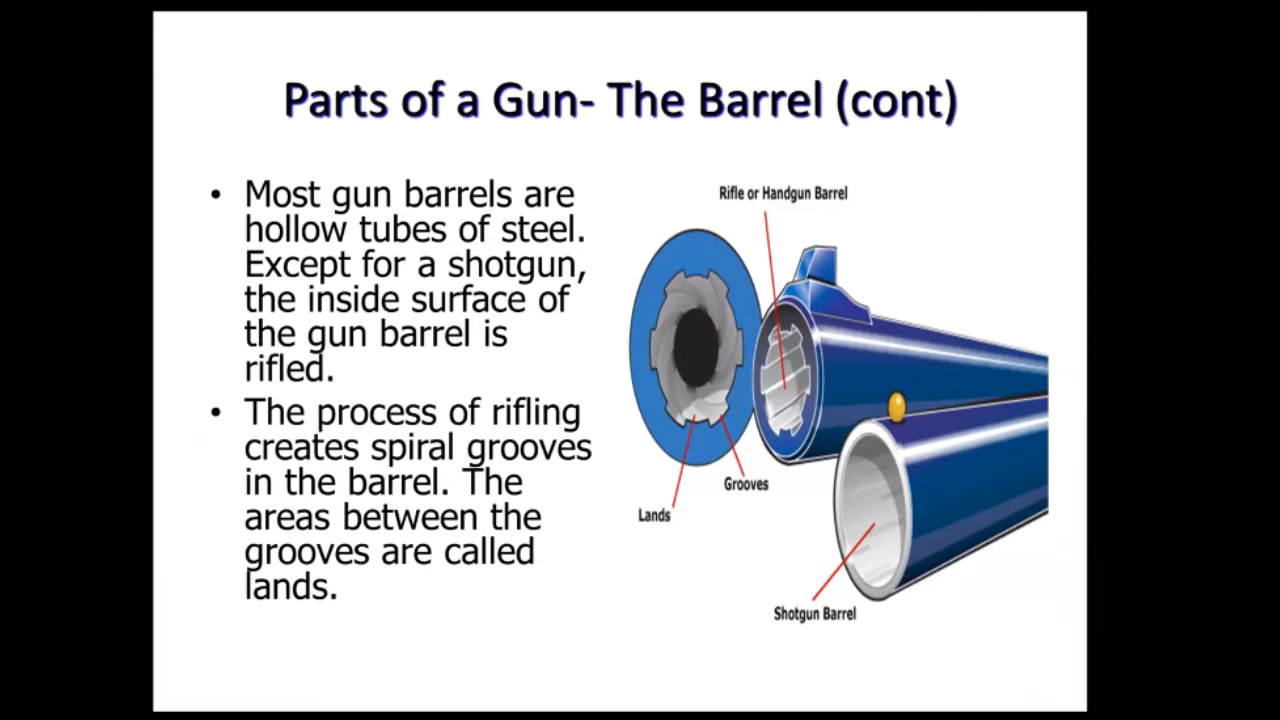 Parts of a Gun- The Barrel (cont)
• Most gun barrels are
hollow tubes of steel.
Except for a shotgun,
the inside surface of
the gun barrel is
rifled.
• The process of rifling
creates spiral grooves
in the barrel. The
areas between the
grooves are called
lands.
Rifle or Handgun Barrel
Grooves
Lands
Shotgun Barrel